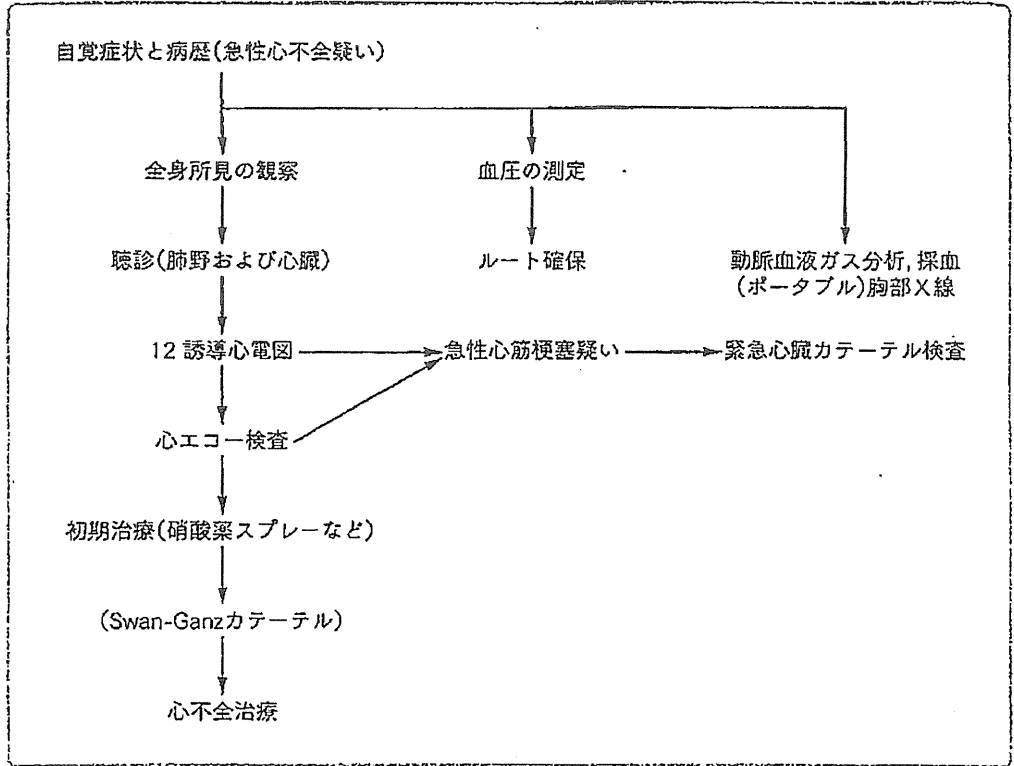 自覚症状と病歴(急性心不全疑い)
全身所見の観察
血圧の測定
聴診(肺野および心臓)
ルート確保
動脈血液ガス分析, 採血
(ポータブル)胸部X線
12誘導心電図
急性心筋梗塞疑い
緊急心臓カテーテル検査
心エコー検査
初期治療(硝酸薬スプレーなど)
(Swan-Ganzカテーテル)
心不全治療